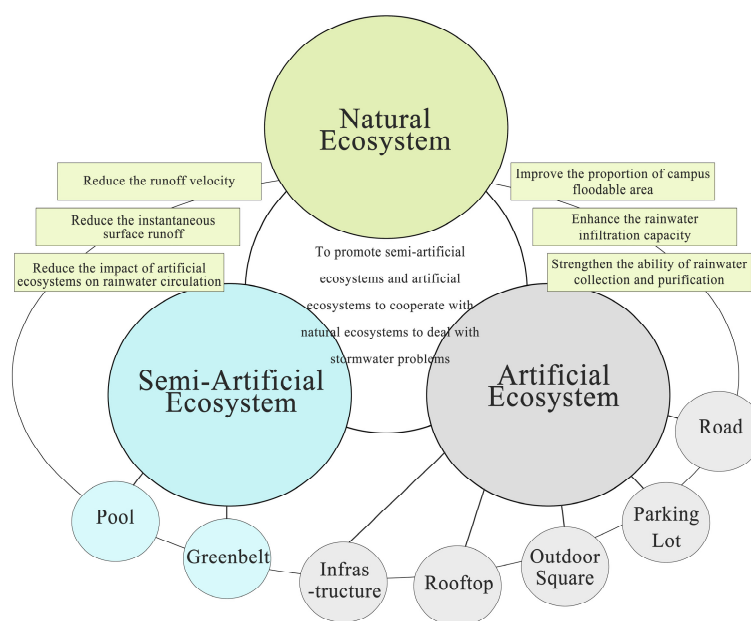 Natural
Ecosystem
Reduce the runoff velocity
Reduce the instantaneous
surface runoff
Reduce the impact of artificial
ecosystems on rainwater circulation
Improve the proportion of campus
floodable area
Enhance the rainwater
infiltration capacity
Strengthen the ability of rainwater
collection and purification
To promote semi-artificial
ecosystems and artificial
ecosystems to cooperate with
natural ecosystems to deal with
stormwater problems
Semi-Artificial
Ecosystem
Artificial
Ecosystem
Pool
Greenbelt
Infras
-tructure
Rooftop
Outdoor
Square
Parking
Lot
Road